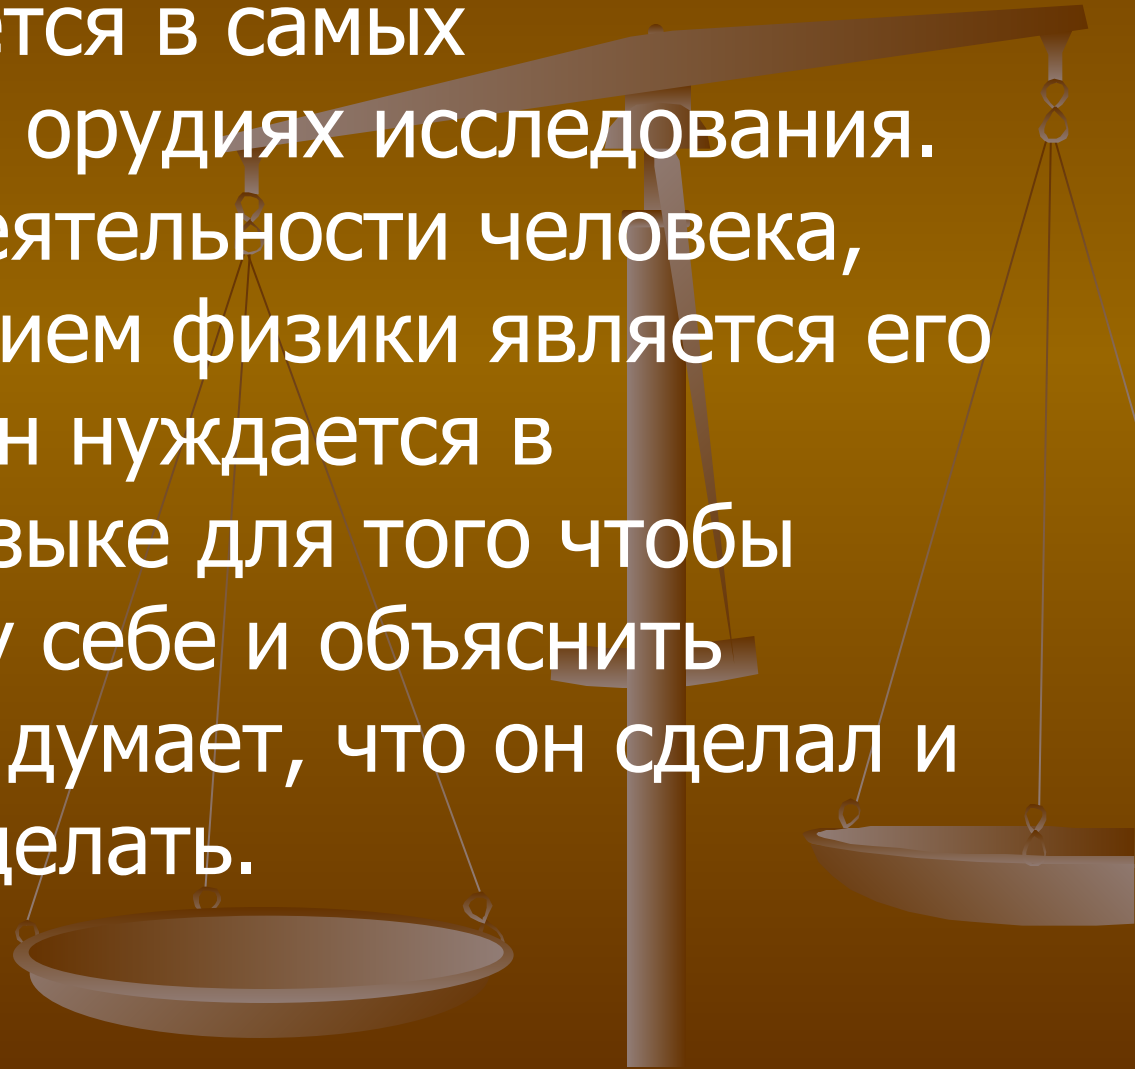 ется в самых
орудиях исследования.
еятельности человека,
ием физики является его
н нуждается в
зыке для того чтобы
у себе и объяснить
думает, что он сделал и
делать.